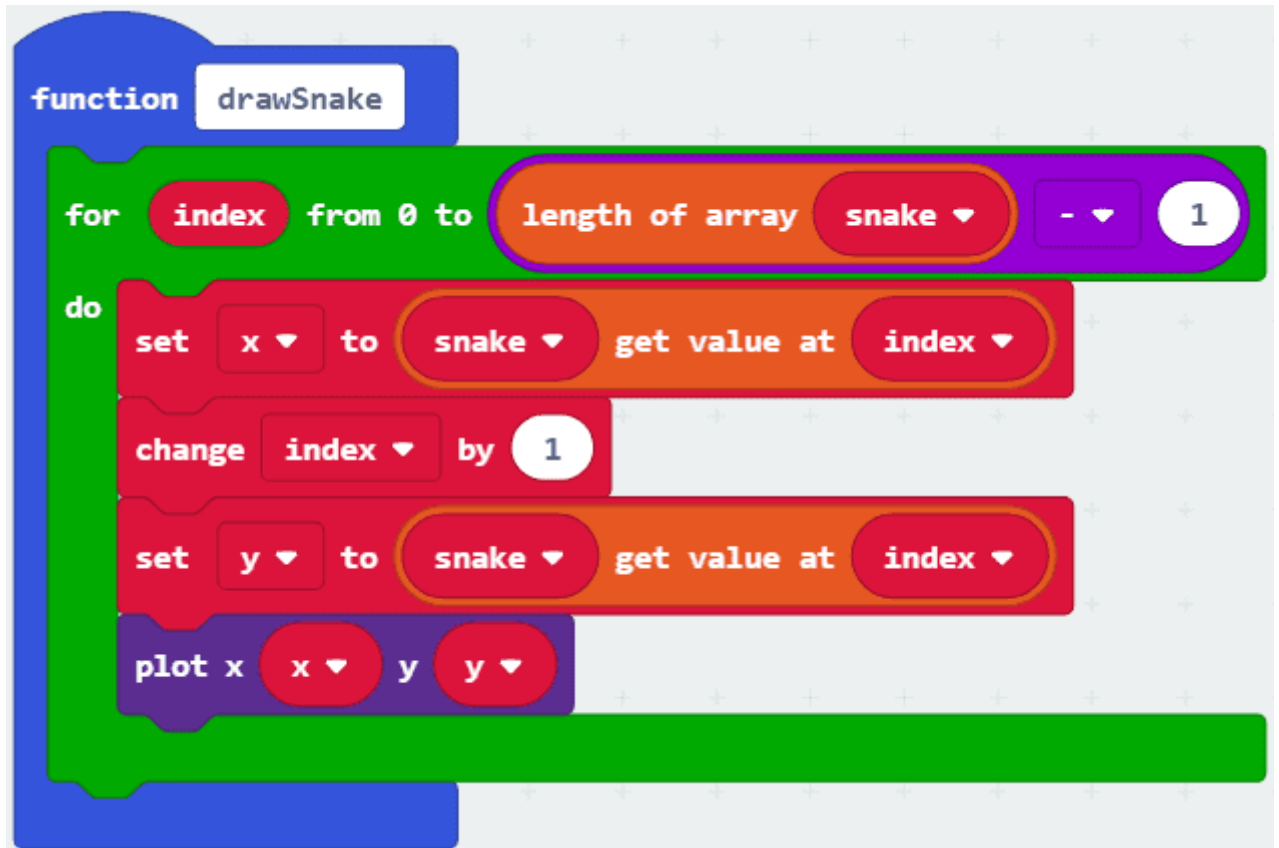 function drawSnake
for index from 0 to length of array snake - 1
do
set x to snake get value at index
change index by 1
set y to snake get value at index
plot x x y y